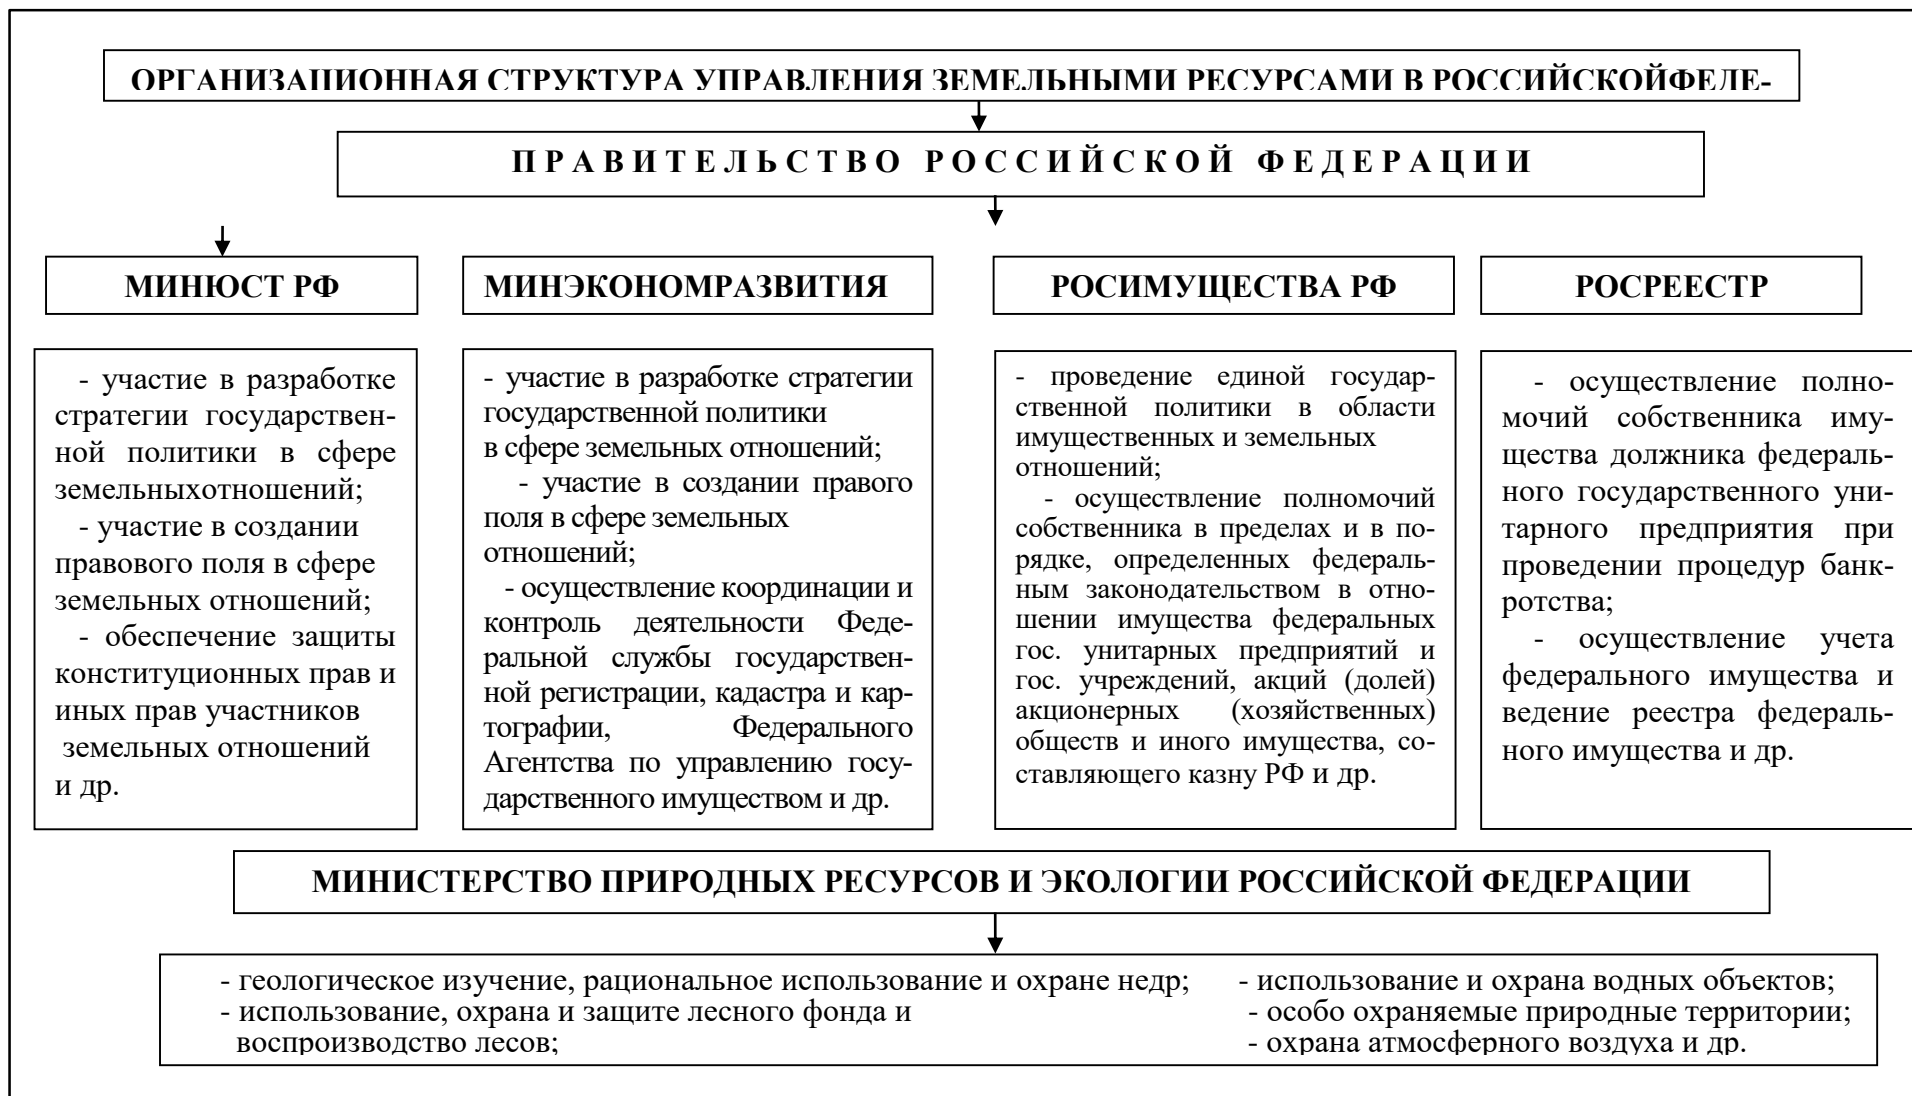 ОРГАНИЗАЦИОННАЯ СТРУКТУРА УПРАВЛЕНИЯ ЗЕМЕЛЬНЫМИ РЕСУРСАМИ В РОССИЙСКОЙФЕДЕ-
ПРАВИТЕЛЬСТВО РОССИЙСКОЙ ФЕДЕРАЦИИ
МИНЮСТ РФ
- участие в разработке
стратегии государствен-
ной политики в сфере
земельныхотношений;
- участие в создании
правового поля в сфере
земельных отношений;
- обеспечение защиты
конституционных прав и
иных прав участников
земельных отношений
и др.
МИНЭКОНОМРАЗВИТИЯ
- участие в разработке стратегии
государственной политики
в сфере земельных отношений;
- участие в создании правого
поля в сфере земельных
отношений;
- осуществление координации и
контроль деятельности Феде-
ральной службы государствен-
ной регистрации, кадастра и кар-
тографии, Федерального
Агентства по управлению госу-
дарственного имуществом и др.
РОСИМУЩЕСТВА РФ
- проведение единой государ-
ственной политики в области
имущественных и земельных
отношений;
- осуществление полномочий
собственника в пределах и в по-
рядке, определенных федераль-
ным законодательством в отно-
шении имущества федеральных
гос. унитарных предприятий и
гос. учреждений, акций (долей)
акционерных (хозяйственных)
обществ и иного имущества, со-
ставляющего казну РФ и др.
РОСРЕЕСТР
- осуществление полно-
мочий собственника иму-
щества должника федераль-
ного государственного уни-
тарного предприятия при
проведении процедур банк-
ротства;
- осуществление учета
федерального имущества и
ведение реестра федераль-
ного имущества и др.
МИНИСТЕРСТВО ПРИРОДНЫХ РЕСУРСОВ И ЭКОЛОГИИ РОССИЙСКОЙ ФЕДЕРАЦИИ
- геологическое изучение, рациональное использование и охране недр;
- использование, охрана и защите лесного фонда и
воспроизводство лесов;
- использование и охрана водных объектов;
- особо охраняемые природные территории;
- охрана атмосферного воздуха и др.